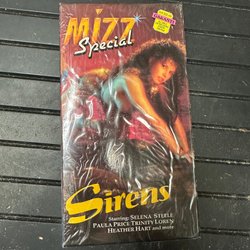 Mizz
Special
Sirens
Starring: SELENA STEELE
PAULA PRICE TRINITY LOREN
HEATHER HART and more